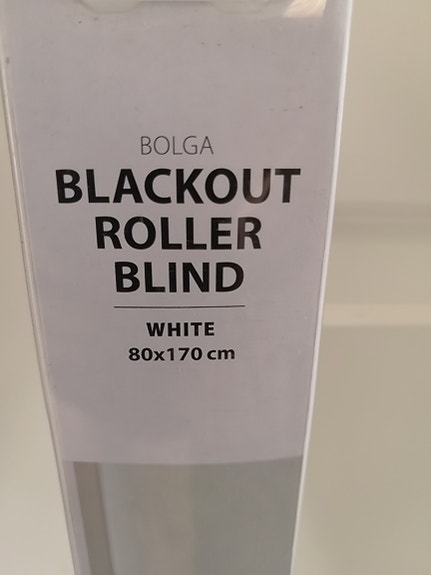 BOLGA
BLACKOUT
ROLLER
BLIND
WHITE
80x170 cm